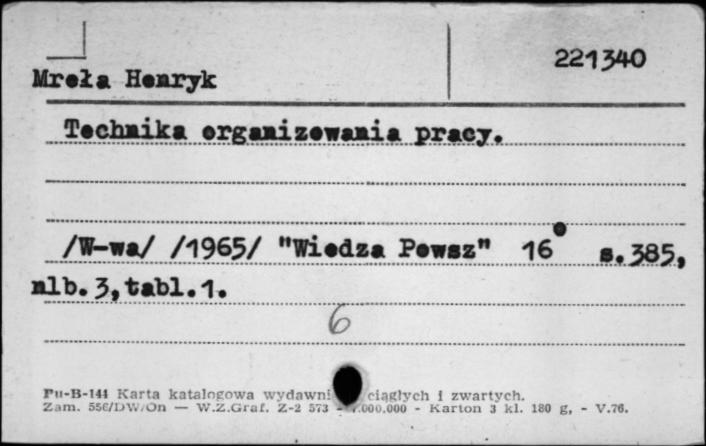 221340
Mreła Henryk
Technika organizowania pracy.
/W-wa/ /1965/ "Wiedza Powsz" 16° s.385,
nlb.3, tabl.1.
6
Pu-B-144 Karta katalogowa ciągłych i zwartych.
Zam. 556/DW/On — W.Z.Graf. Z-2 573 - .000.000 - Karton 3 kl. 180 g, - V.76.